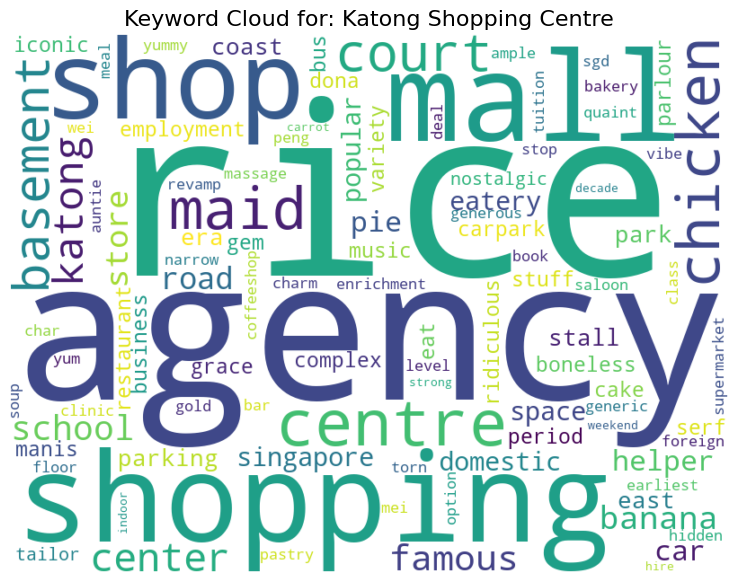 Keyword Cloud for: Katong Shopping Centre
iconic
yummy
coast
bus
court
ample
sgd
meal
shop
dona
mall
bakery
parlour
chicken
wei
employment
carrot
peng
popular
variety
deal
tuition
quaint
basement
katong
auntie
store
revamp
massage
rice
stop
vibe
nostalgic
decade
maid
eatery
generous
era
gem
pie
music
carpark
park
road
narrow
book
stuff
saloon
charm
enrichment
class
coffeeshop
agency
char
yum
restaurant
business
grace
complex
eat
level
strong
ridiculous
stall
boneless
cake
supermarket
soup
clinic
gold
bar
centre
space
generic
weekend
serf
school
period
foreign
manis
floor
parking
singapore
torn
domestic
helper
indoor
shopping
mei
option
east
earliest
banana
hidden
tailor
center
pastry
famous
car
hire